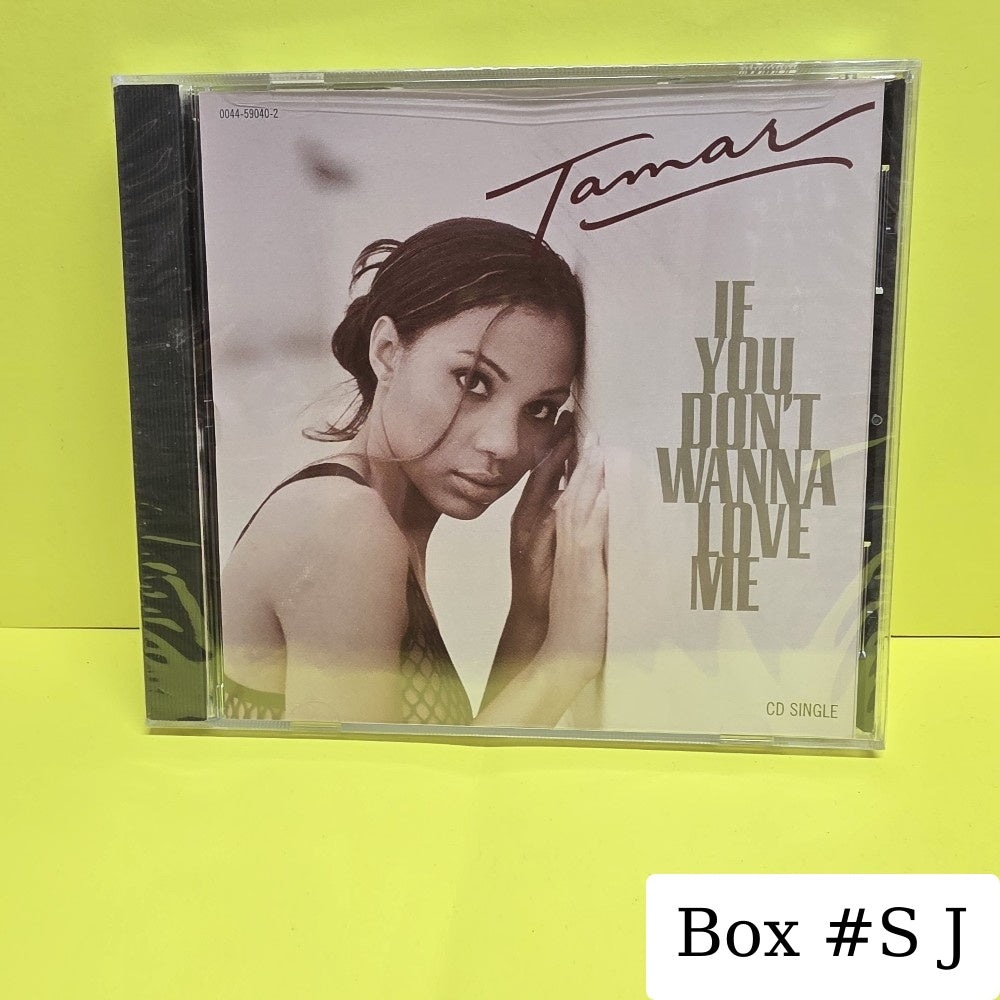 0044-59040-2
Tamar
IF
YOU
DON'T
WANNA
LOVE
ME
CD SINGLE
Box #S J